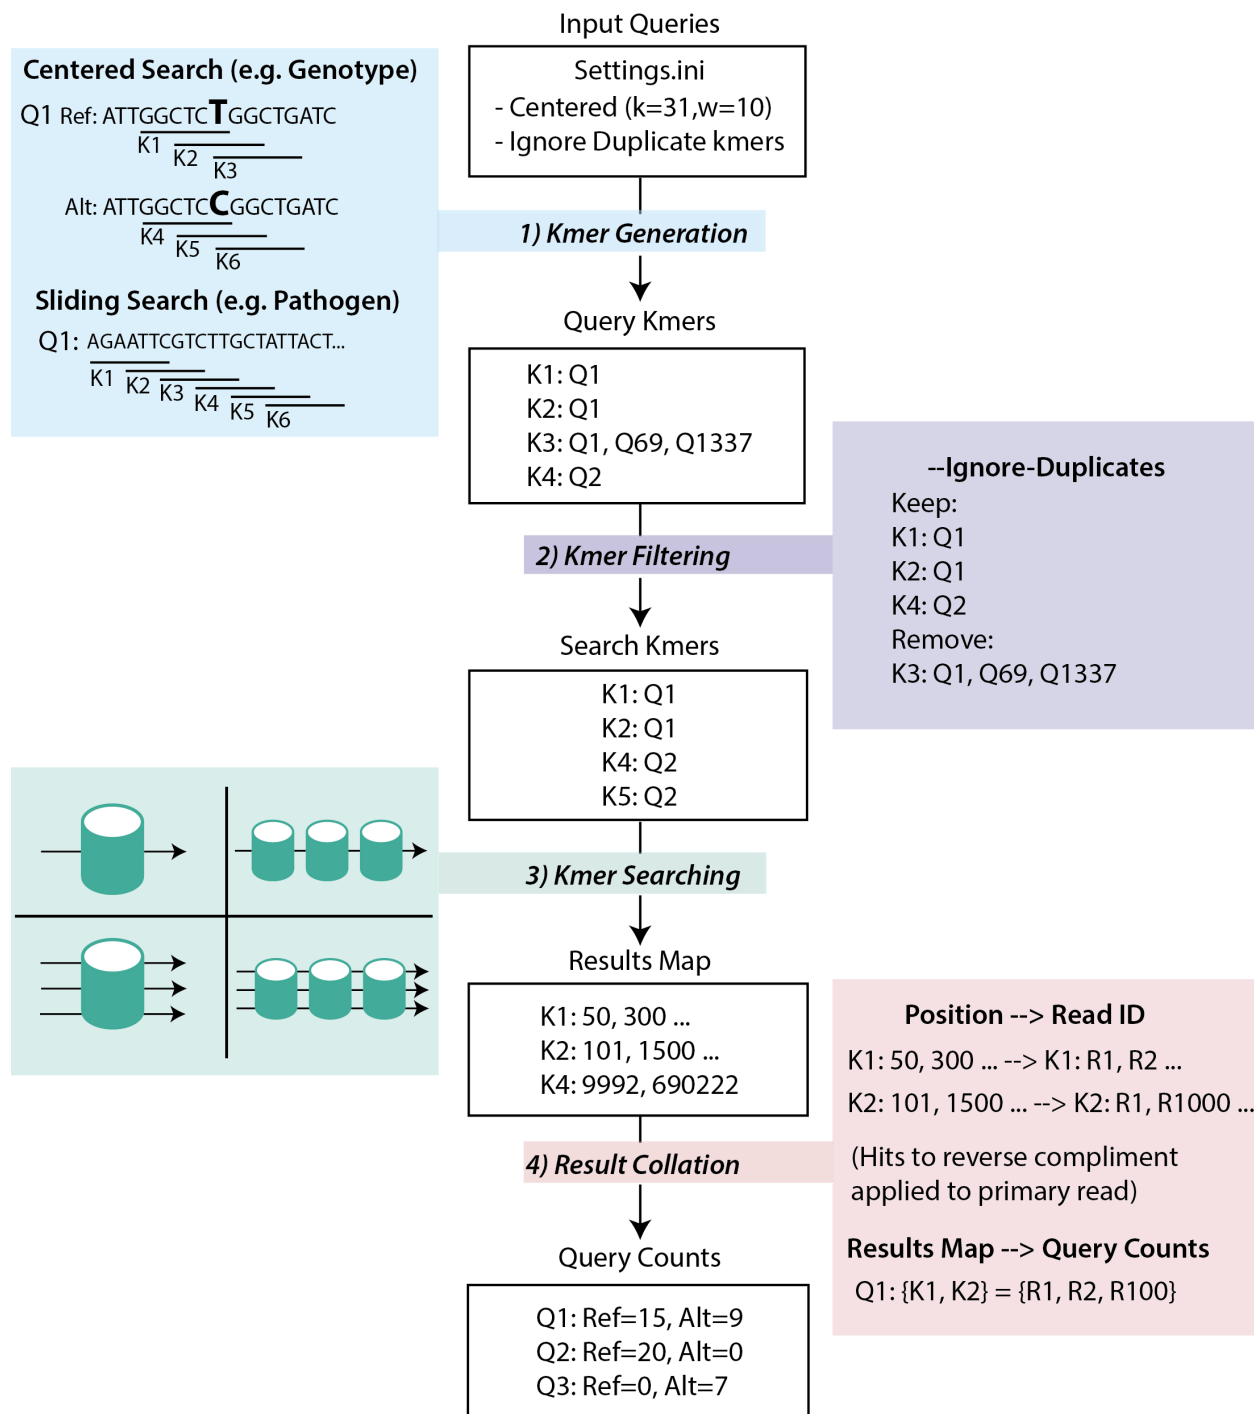 Input Queries
Settings.ini
- Centered (k=31,w=10)
- Ignore Duplicate kmers
Centered Search (e.g. Genotype)
Q1 Ref: ATTGGCTCTGGCTGATC
K1
K2
K3
Alt: ATTGGCTCCGGCTGATC
K4
K5
K6
Sliding Search (e.g. Pathogen)
Q1: AGAATTCGTCTTGCTATTACT...
K1
K2
K3
K4
K5
K6
1) Kmer Generation
Query Kmers
K1: Q1
K2: Q1
K3: Q1, Q69, Q1337
K4: Q2
2) Kmer Filtering
--Ignore-Duplicates
Keep:
K1: Q1
K2: Q1
K4: Q2
Remove:
K3: Q1, Q69, Q1337
Search Kmers
K1: Q1
K2: Q1
K4: Q2
K5: Q2
3) Kmer Searching
Results Map
K1: 50, 300 ...
K2: 101, 1500 ...
K4: 9992, 690222
4) Result Collation
Position --> Read ID
K1: 50, 300 ... --> K1: R1, R2 ...
K2: 101, 1500 ... --> K2: R1, R1000 ...
(Hits to reverse compliment
applied to primary read)
Results Map --> Query Counts
Q1: {K1, K2} = {R1, R2, R100}
Query Counts
Q1: Ref=15, Alt=9
Q2: Ref=20, Alt=0
Q3: Ref=0, Alt=7